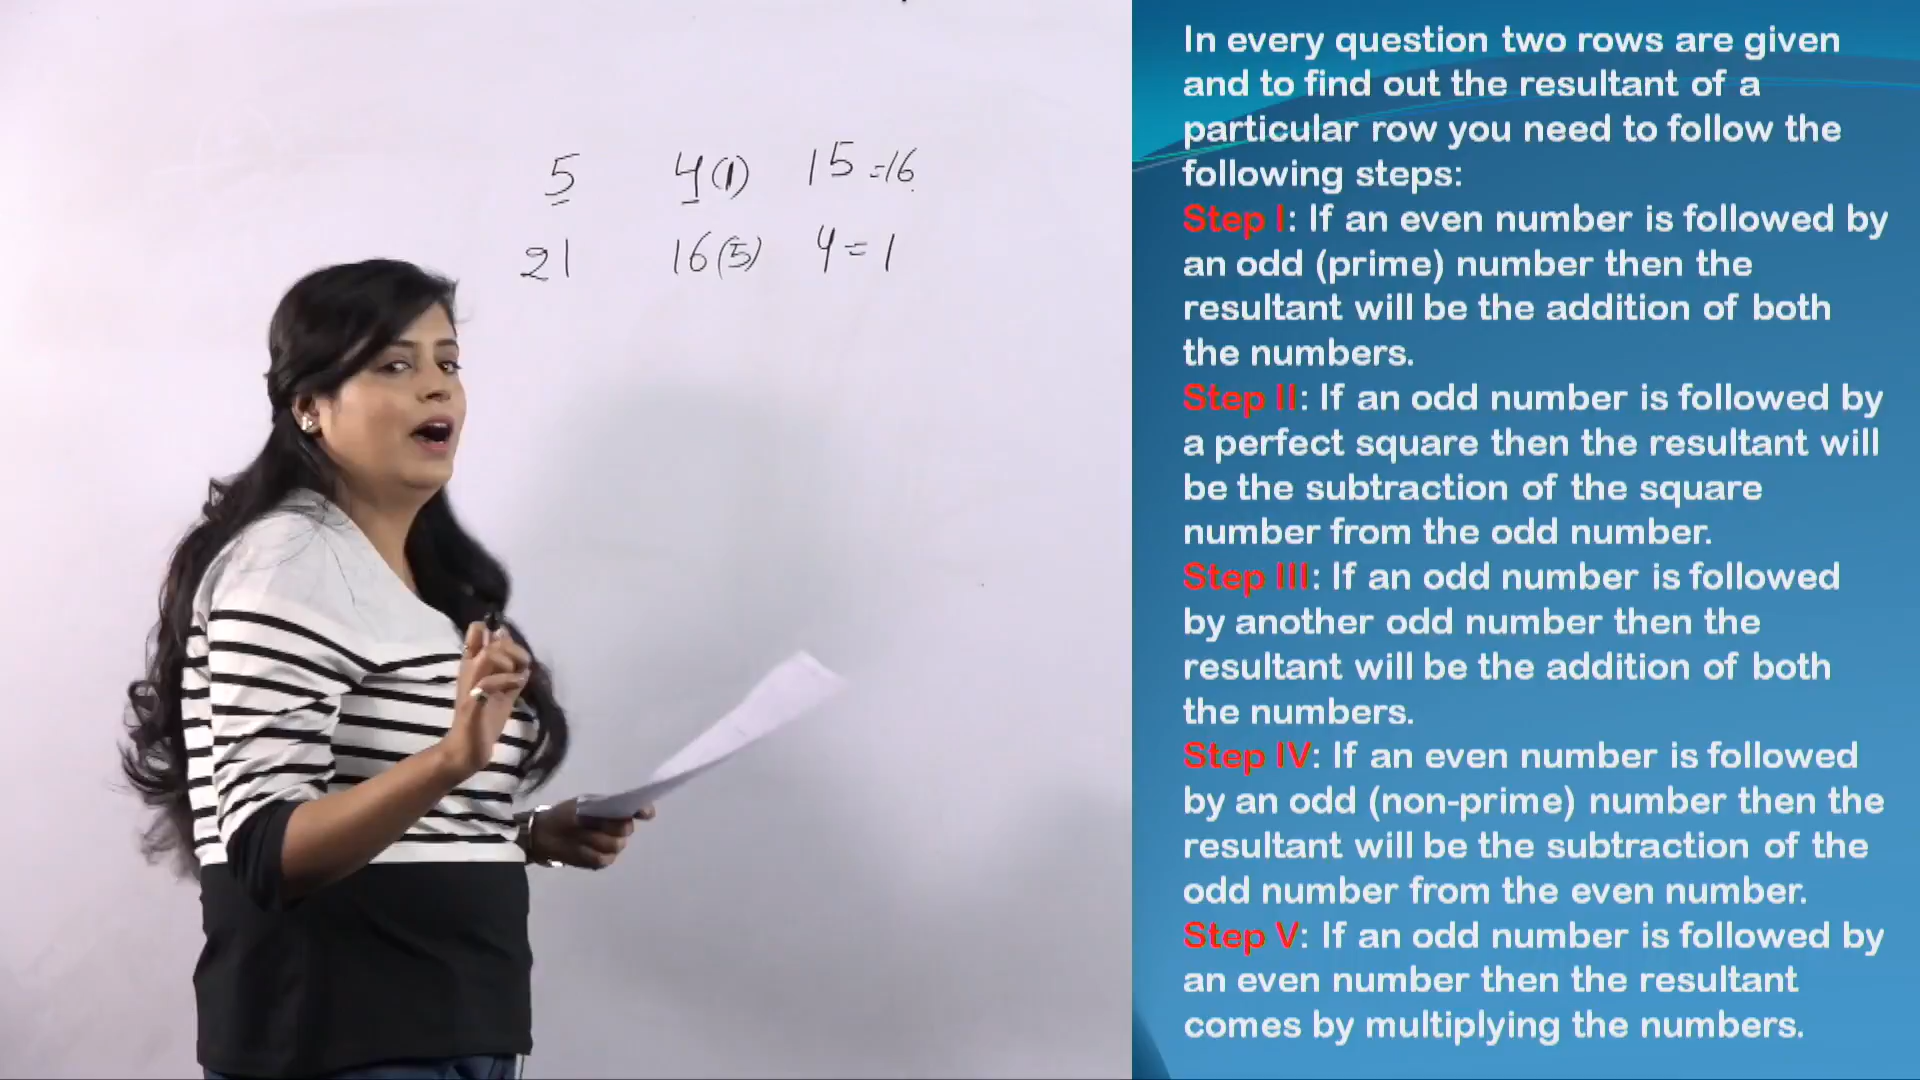 5 4(1) 15 =16
21 16(5) 4 = 1
In every question two rows are given
and to find out the resultant of a
particular row you need to follow the
following steps:
Step I: If an even number is followed by
an odd (prime) number then the
resultant will be the addition of both
the numbers.
Step II: If an odd number is followed by
a perfect square then the resultant will
be the subtraction of the square
number from the odd number.
Step III: If an odd number is followed
by another odd number then the
resultant will be the addition of both
the numbers.
Step IV: If an even number is followed
by an odd (non-prime) number then the
resultant will be the subtraction of the
odd number from the even number.
Step V: If an odd number is followed by
an even number then the resultant
comes by multiplying the numbers.